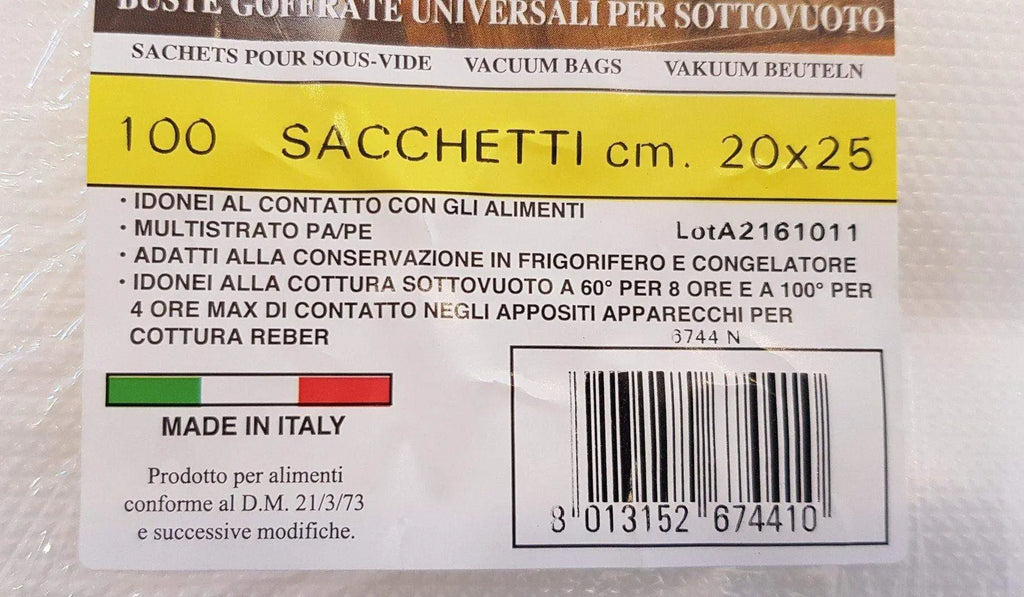 BUSTE GOFFRATE UNIVERSALI PER SOTTOVUOTO
SACHETS POUR SOUS-VIDE VACUUM BAGS VAKUUM BEUTELN
100 SACCHETTI cm. 20x25
· IDONEI AL CONTATTO CON GLI ALIMENTI
· MULTISTRATO PA/PE
LotA2161011
· ADATTI ALLA CONSERVAZIONE IN FRIGORIFERO E CONGELATORE
· IDONEI ALLA COTTURA SOTTOVUOTO A 60° PER 8 ORE E A 100° PER
4 ORE MAX DI CONTATTO NEGLI APPOSITI APPARECCHI PER
COTTURA REBER
6744 N
MADE IN ITALY
Prodotto per alimenti
conforme al D.M. 21/3/73
e successive modifiche.
8 013152 674410